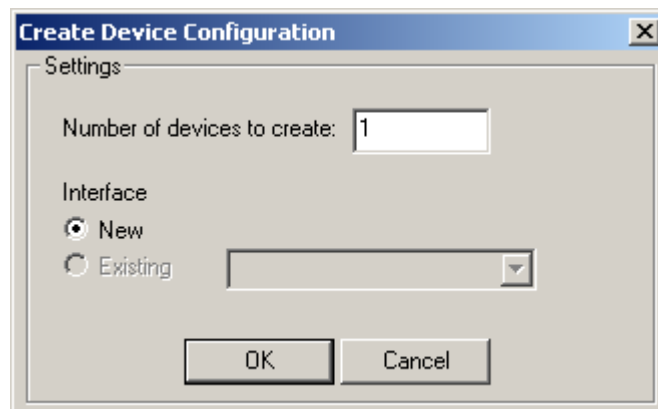 Create Device Configuration
Settings
Number of devices to create: 1
Interface
New
Existing
OK Cancel